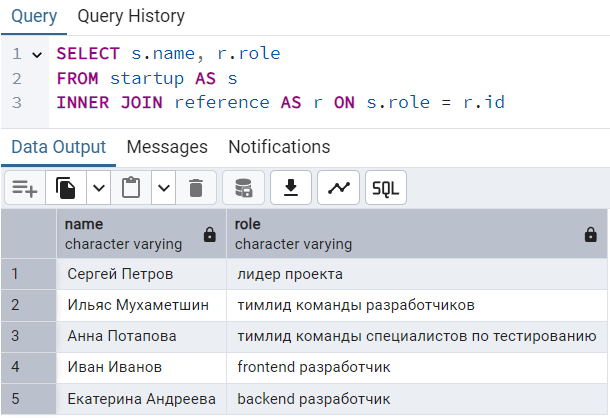 Query Query History
1 SELECT s.name, r.role
2 FROM startup AS s
3 INNER JOIN reference AS r ON s.role = r.id
Data Output Messages Notifications
SQL
name role
character varying character varying
1 Сергей Петров лидер проекта
2 Ильяс Мухаметшин тимлид команды разработчиков
3 Анна Потапова тимлид команды специалистов по тестированию
4 Иван Иванов frontend разработчик
5 Екатерина Андреева backend разработчик